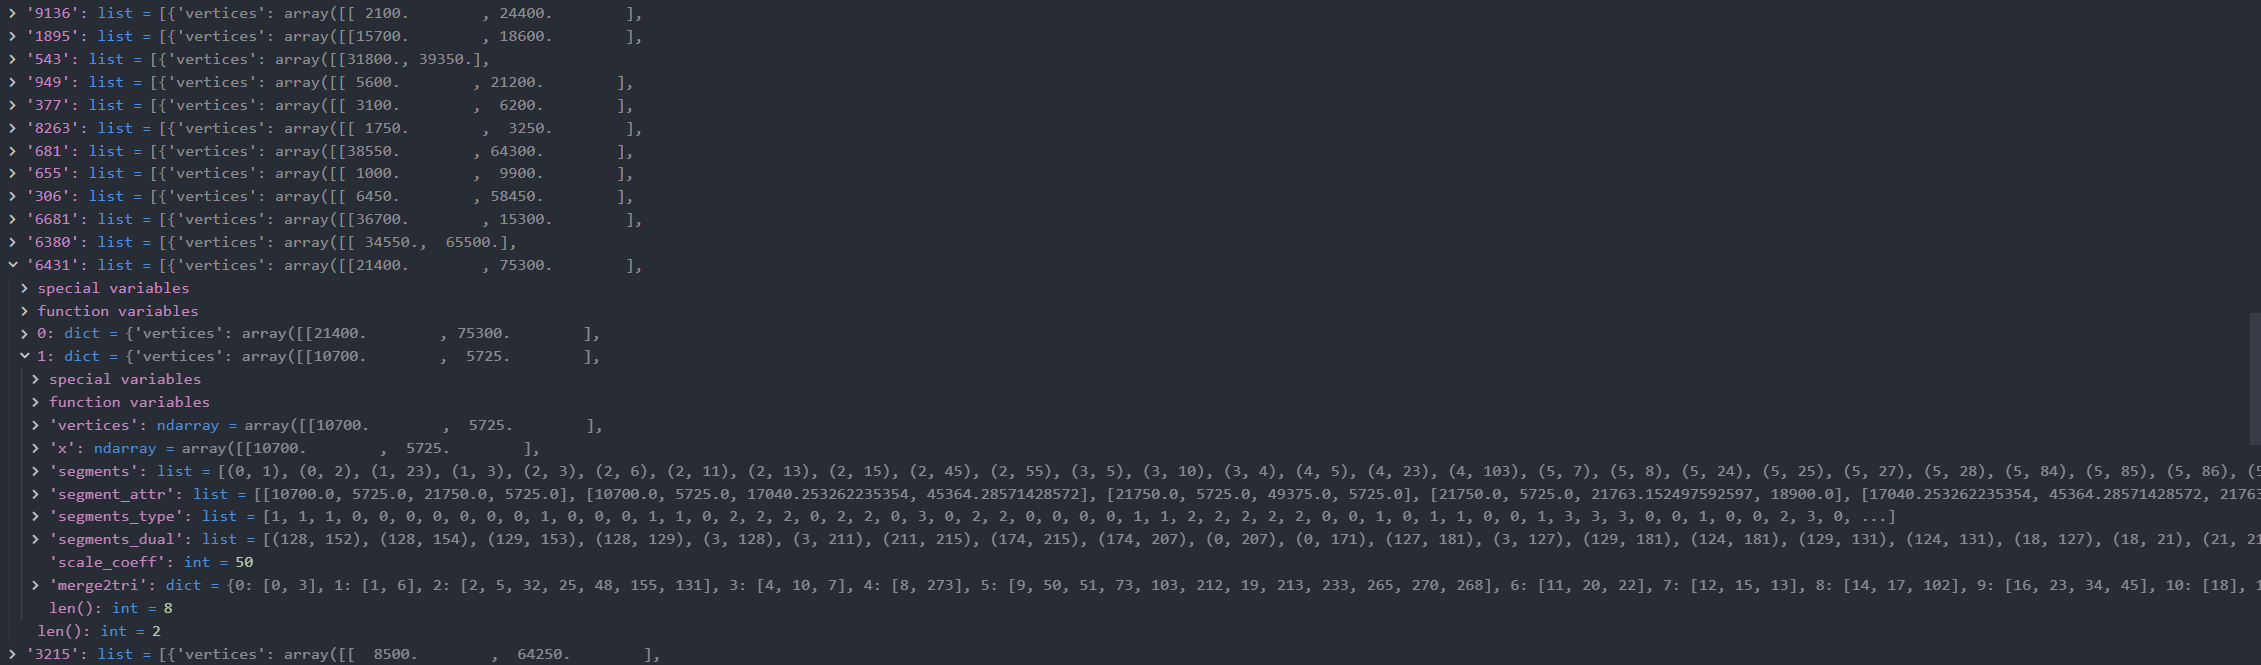 '9136': list = [{'vertices': array([[ 2100.        , 24400.        ],
'1895': list = [{'vertices': array([[15700.        , 18600.        ],
'543': list = [{'vertices': array([[31800., 39350.],
'949': list = [{'vertices': array([[ 5600.        , 21200.        ],
'377': list = [{'vertices': array([[ 3100.        ,  6200.        ],
'8263': list = [{'vertices': array([[ 1750.        ,  3250.        ],
'681': list = [{'vertices': array([[38550.        , 64300.        ],
'655': list = [{'vertices': array([[ 1000.        ,  9900.        ],
'306': list = [{'vertices': array([[ 6450.        , 58450.        ],
'6681': list = [{'vertices': array([[36700.        , 15300.        ],
'6380': list = [{'vertices': array([[ 34550.,  65500.],
'6431': list = [{'vertices': array([[21400.        , 75300.        ],
special variables
function variables
0: dict = {'vertices': array([[21400.        , 75300.        ],
1: dict = {'vertices': array([[10700.        ,  5725.        ],
special variables
function variables
'vertices': ndarray = array([[10700.        ,  5725.        ],
'x': ndarray = array([[10700.        ,  5725.        ],
'segments': list = [(0, 1), (0, 2), (1, 23), (1, 3), (2, 3), (2, 6), (2, 11), (2, 13), (2, 15), (2, 45), (2, 55), (3, 5), (3, 10), (3, 4), (4, 5), (4, 23), (4, 103), (5, 7), (5, 8), (5, 24), (5, 25), (5, 27), (5, 28), (5, 84), (5, 85), (5, 86), (5
'segment_attr': list = [[10700.0, 5725.0, 21750.0, 5725.0], [10700.0, 5725.0, 17040.253262235354, 45364.28571428572], [21750.0, 5725.0, 49375.0, 5725.0], [21750.0, 5725.0, 21763.152497592597, 18900.0], [17040.253262235354, 45364.28571428572, 21763
'segments_type': list = [1, 1, 1, 0, 0, 0, 0, 0, 0, 0, 1, 0, 0, 0, 1, 1, 0, 2, 2, 2, 0, 2, 2, 0, 3, 0, 2, 2, 0, 0, 0, 0, 1, 1, 2, 2, 2, 2, 2, 0, 0, 1, 0, 1, 1, 0, 0, 1, 3, 3, 3, 0, 0, 1, 0, 0, 2, 3, 0, ...]
'segments_dual': list = [(128, 152), (128, 154), (129, 153), (128, 129), (3, 128), (3, 211), (211, 215), (174, 215), (174, 207), (0, 207), (0, 171), (127, 181), (3, 127), (129, 181), (124, 181), (129, 131), (124, 131), (18, 127), (18, 21), (21, 21
'scale_coeff': int = 50
'merge2tri': dict = {0: [0, 3], 1: [1, 6], 2: [2, 5, 32, 25, 48, 155, 131], 3: [4, 10, 7], 4: [8, 273], 5: [9, 50, 51, 73, 103, 212, 19, 213, 233, 265, 270, 268], 6: [11, 20, 22], 7: [12, 15, 13], 8: [14, 17, 102], 9: [16, 23, 34, 45], 10: [18], 1
len(): int = 8
len(): int = 2
'3215': list = [{'vertices': array([[  8500.        ,  64250.        ],